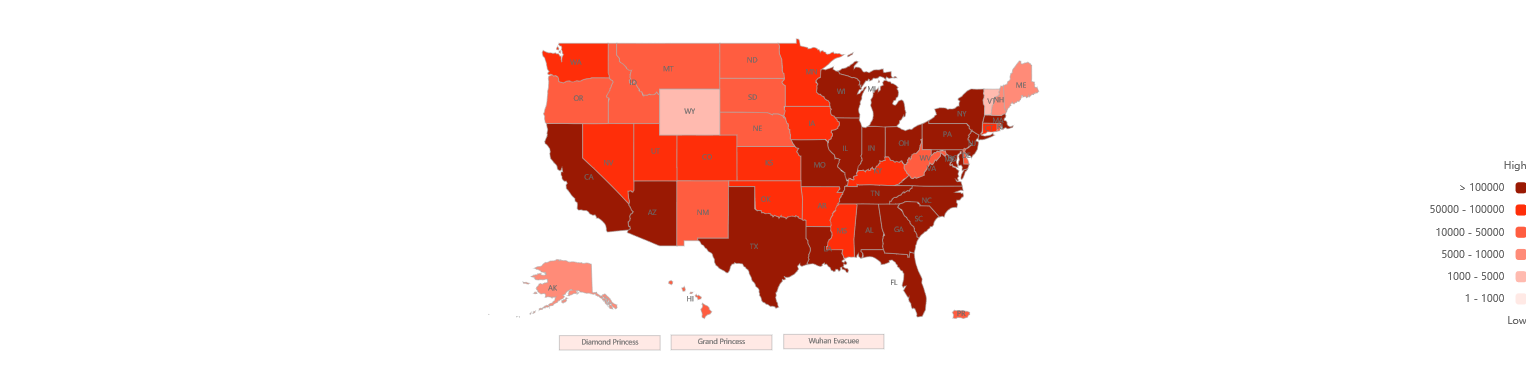 WA
MT
ND
MN
ID
OR
SD
WI
MI
ME
WY
VT
NH
NY
NE
IL
IN
OH
PA
NV
UT
CO
KS
MO
WV
VA
KY
CA
AZ
NM
OK
AR
TN
NC
SC
TX
LA
MS
AL
GA
FL
AK
HI
PR
Diamond Princess
Grand Princess
Wuhan Evacuee
High
> 100000
50000 - 100000
10000 - 50000
5000 - 10000
1000 - 5000
1 - 1000
Low